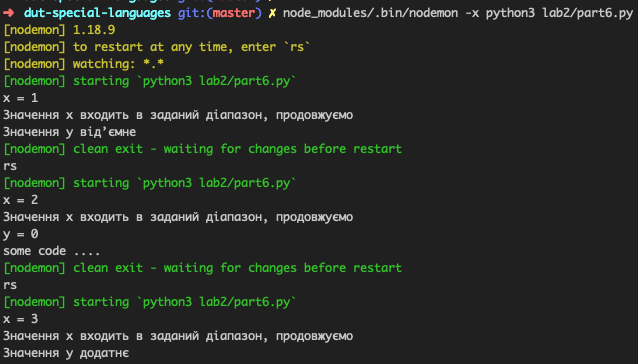 ➜ dut-special-languages git:(master) ✗ node_modules/.bin/nodemon -x python3 lab2/part6.py
[nodemon] 1.18.9
[nodemon] to restart at any time, enter `rs`
[nodemon] watching: *.*
[nodemon] starting `python3 lab2/part6.py`
x = 1
Значення x входить в заданий діапазон, продовжуємо
Значення y відʼємне
[nodemon] clean exit - waiting for changes before restart
rs
[nodemon] starting `python3 lab2/part6.py`
x = 2
Значення x входить в заданий діапазон, продовжуємо
y = 0
some code ....
[nodemon] clean exit - waiting for changes before restart
rs
[nodemon] starting `python3 lab2/part6.py`
x = 3
Значення x входить в заданий діапазон, продовжуємо
Значення y додатнє